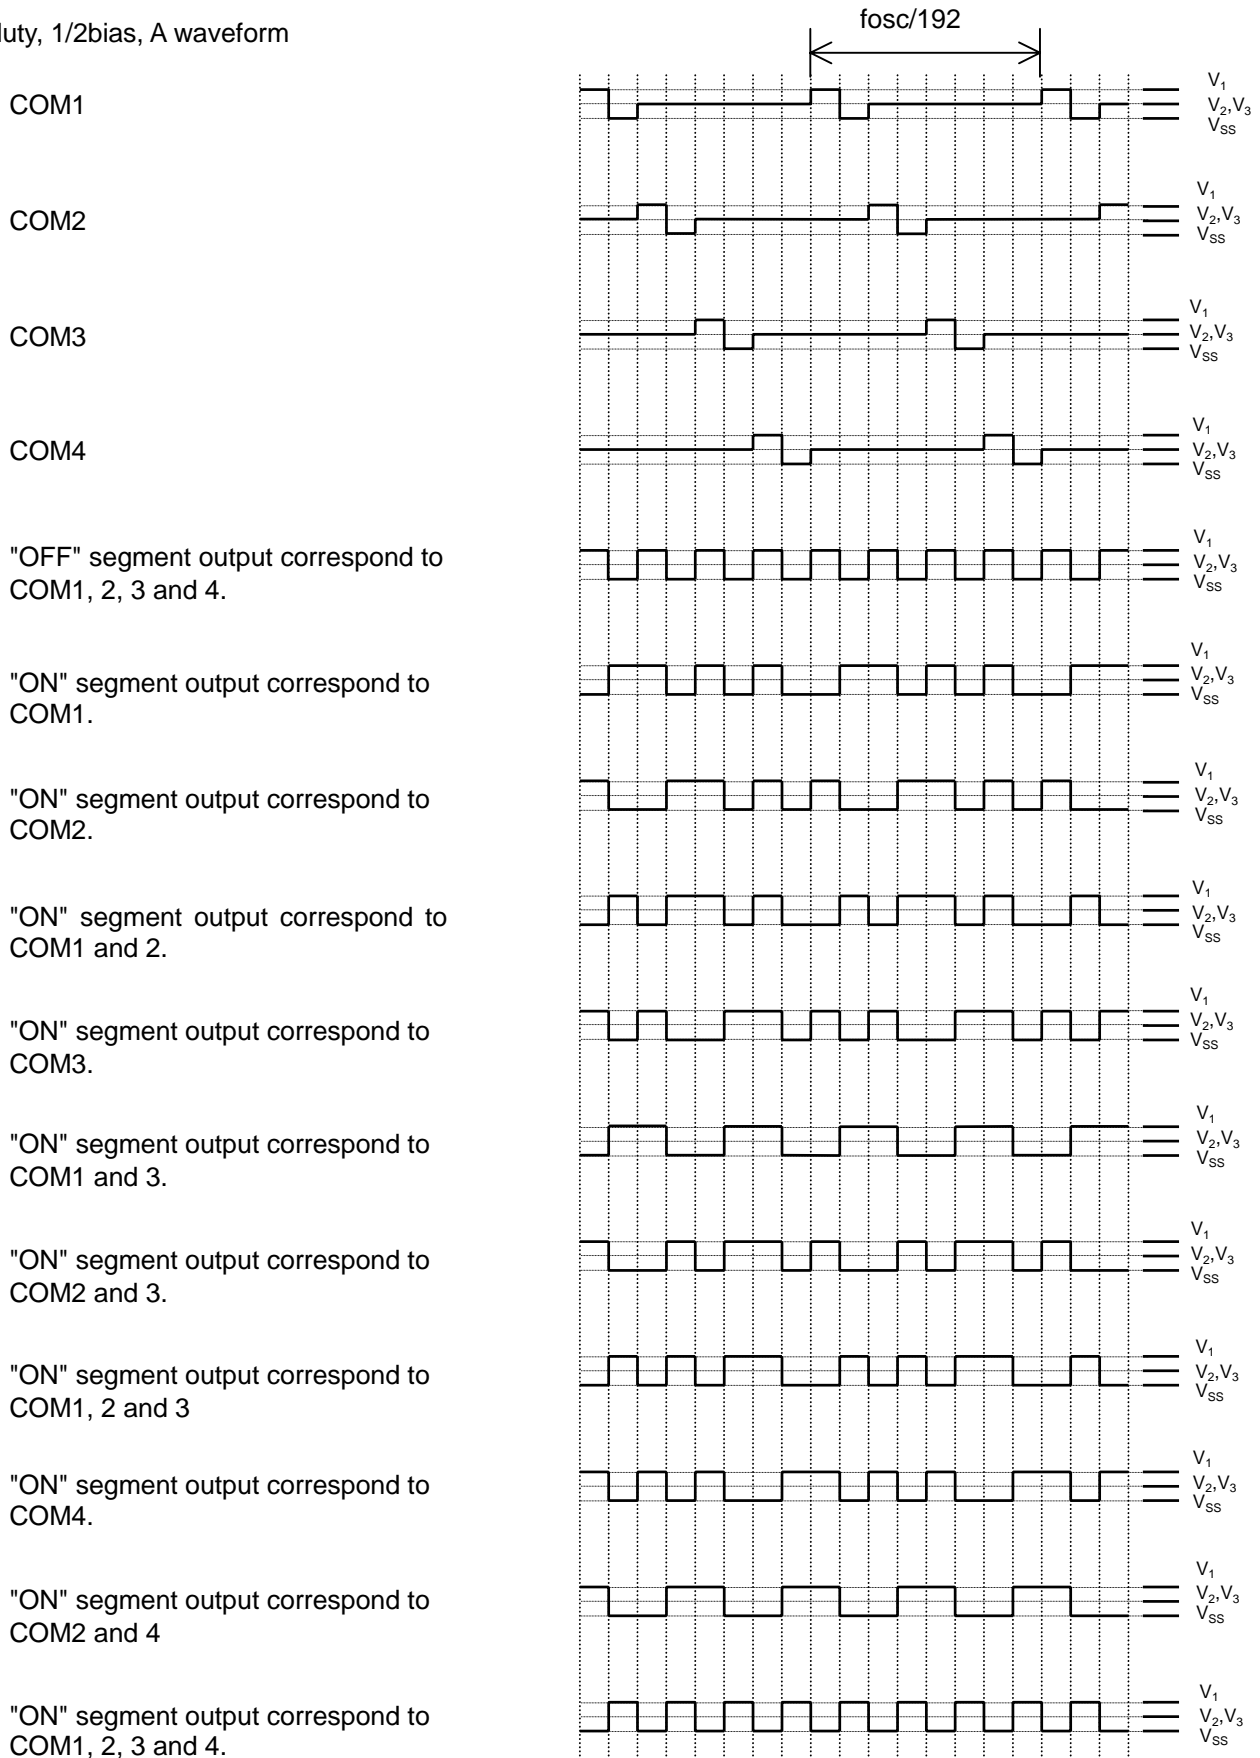 fosc/192
luty, 1/2bias, A waveform
COM1
V1
V2,V3
VSS
COM2
V1
V2,V3
VSS
COM3
V1
V2,V3
VSS
COM4
V1
V2,V3
VSS
"OFF" segment output correspond to
COM1, 2, 3 and 4.
V1
V2,V3
VSS
"ON" segment output correspond to
COM1.
V1
V2,V3
VSS
"ON" segment output correspond to
COM2.
V1
V2,V3
VSS
"ON" segment output correspond to
COM1 and 2.
V1
V2,V3
VSS
"ON" segment output correspond to
COM3.
V1
V2,V3
VSS
"ON" segment output correspond to
COM1 and 3.
V1
V2,V3
VSS
"ON" segment output correspond to
COM2 and 3.
V1
V2,V3
VSS
"ON" segment output correspond to
COM1, 2 and 3
V1
V2,V3
VSS
"ON" segment output correspond to
COM4.
V1
V2,V3
VSS
"ON" segment output correspond to
COM2 and 4
V1
V2,V3
VSS
"ON" segment output correspond to
COM1, 2, 3 and 4.
V1
V2,V3
VSS